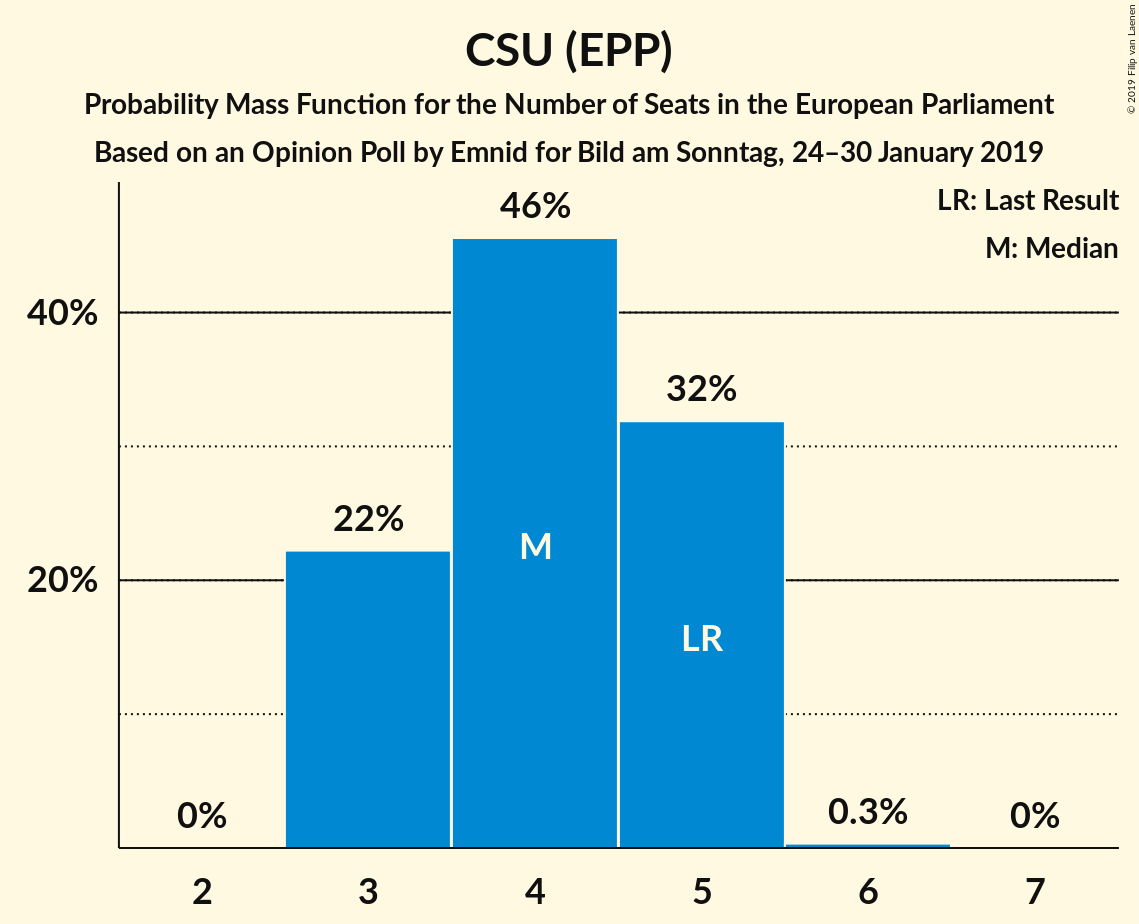 CSU (EPP)
Probability Mass Function for the Number of Seats in the European Parliament
Based on an Opinion Poll by Emnid for Bild am Sonntag, 24–30 January 2019
© 2019 Filip van Laenen
LR: Last Result
M: Median
46%
40%
32%
22%
M
20%
LR
0%
0.3%
0%
2
3
4
5
6
7